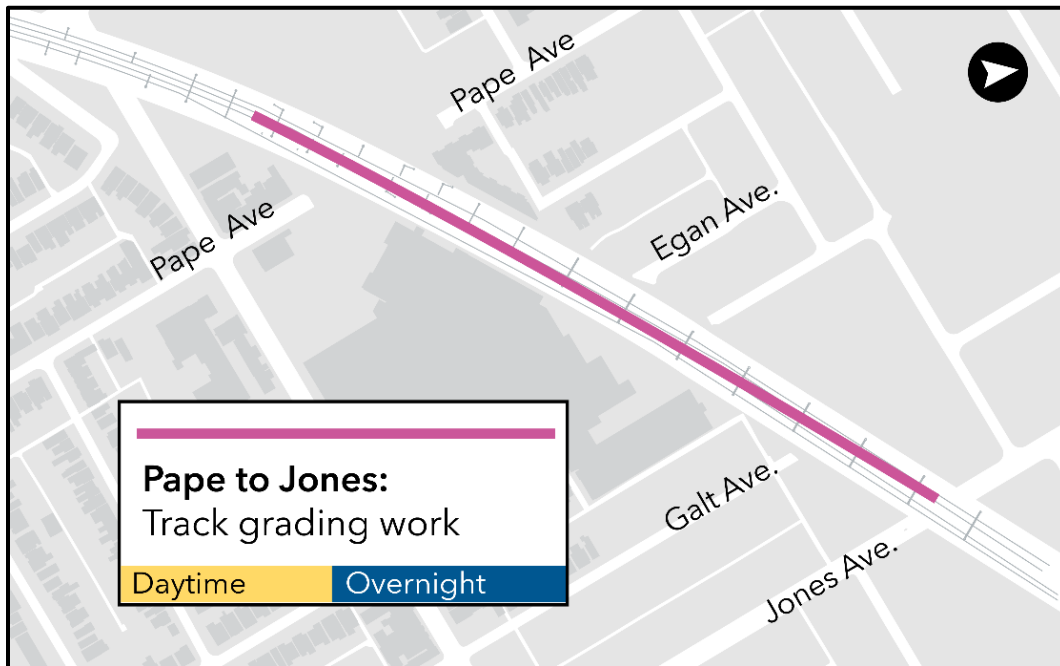 Pape Ave
Pape Ave
Egan Ave.
Galt Ave.
Jones Ave.
Pape to Jones:
Track grading work
Daytime
Overnight